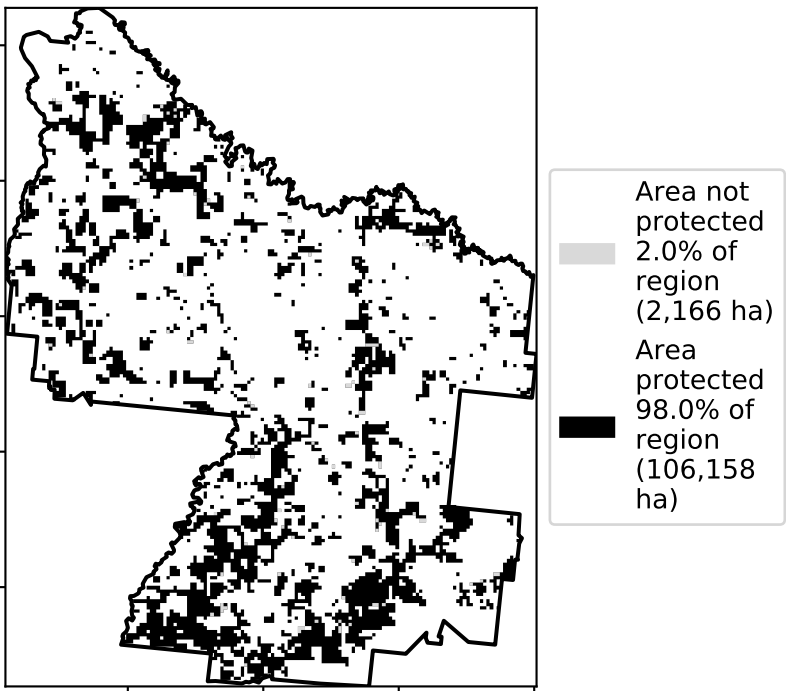 Area not
protected
2.0% of
region
(2,166 ha)
Area
protected
98.0% of
region
(106,158
ha)